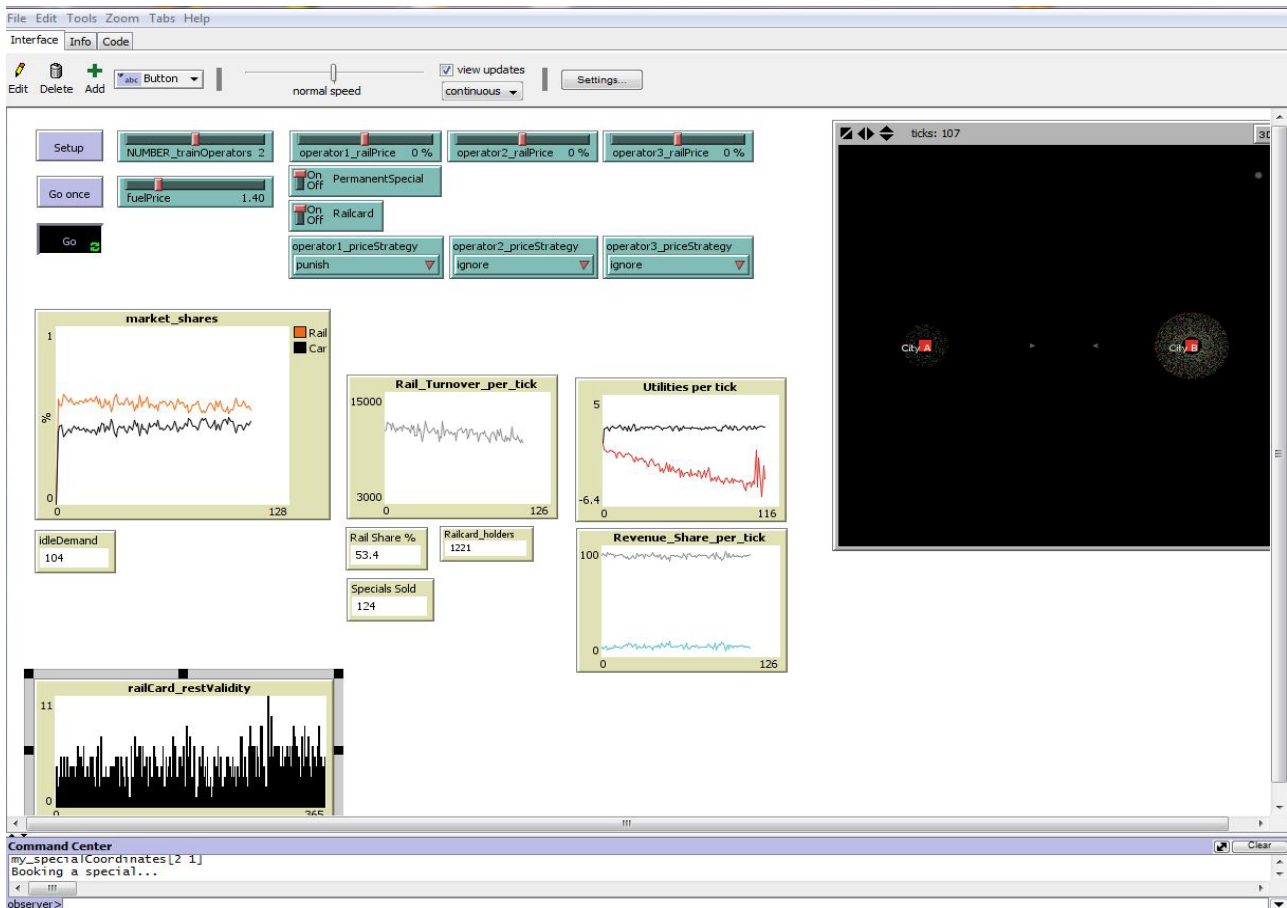 File Edit Tools Zoom Tabs Help
Interface Info Code
Edit Delete Add abc Button normal speed view updates continuous Settings...
Setup NUMBER_trainOperators 2 operator1_railPrice 0 % operator2_railPrice 0 % operator3_railPrice 0 %
ticks: 107 3D
Go once fuelPrice 1.40 On Off PermanentSpecial
On Off Railcard
Go
operator1_priceStrategy operator2_priceStrategy operator3_priceStrategy
punish ignore ignore
City A City B
market_shares
1
%
0
0 128
Rail
Car
Rail_Turnover_per_tick
15000
3000
0 126
Utilities per tick
5
-6.4
0 116
idleDemand
104
Rail Share %
53.4
Railcard_holders
1221
Specials Sold
124
Revenue_Share_per_tick
100
0
0 126
railCard_restValidity
11
0
0 365
Command Center Clear
my_specialCoordinates[2 1]
Booking a special...
observer>